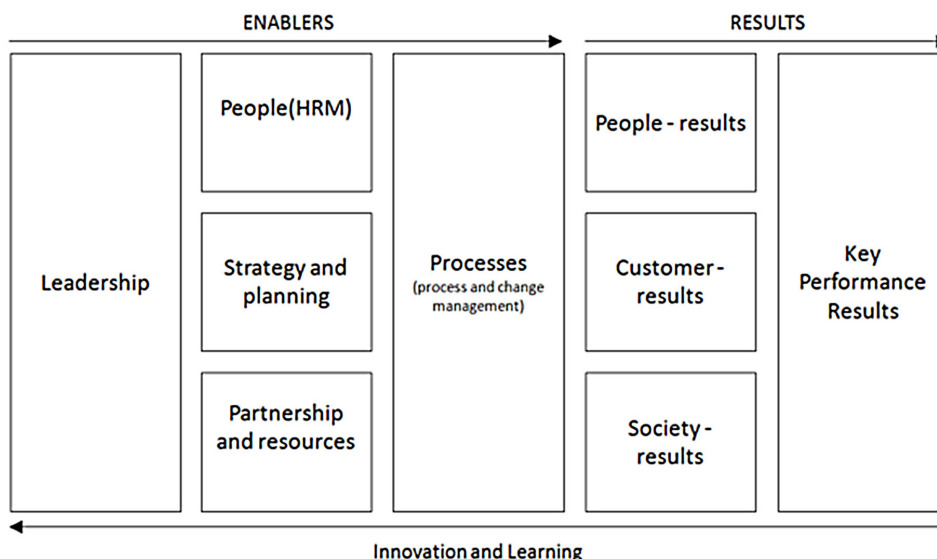 ENABLERS
RESULTS
Leadership
People(HRM)
Strategy and
planning
Partnership
and resources
Processes
(process and change
management)
People - results
Customer -
results
Society -
results
Key
Performance
Results
Innovation and Learning